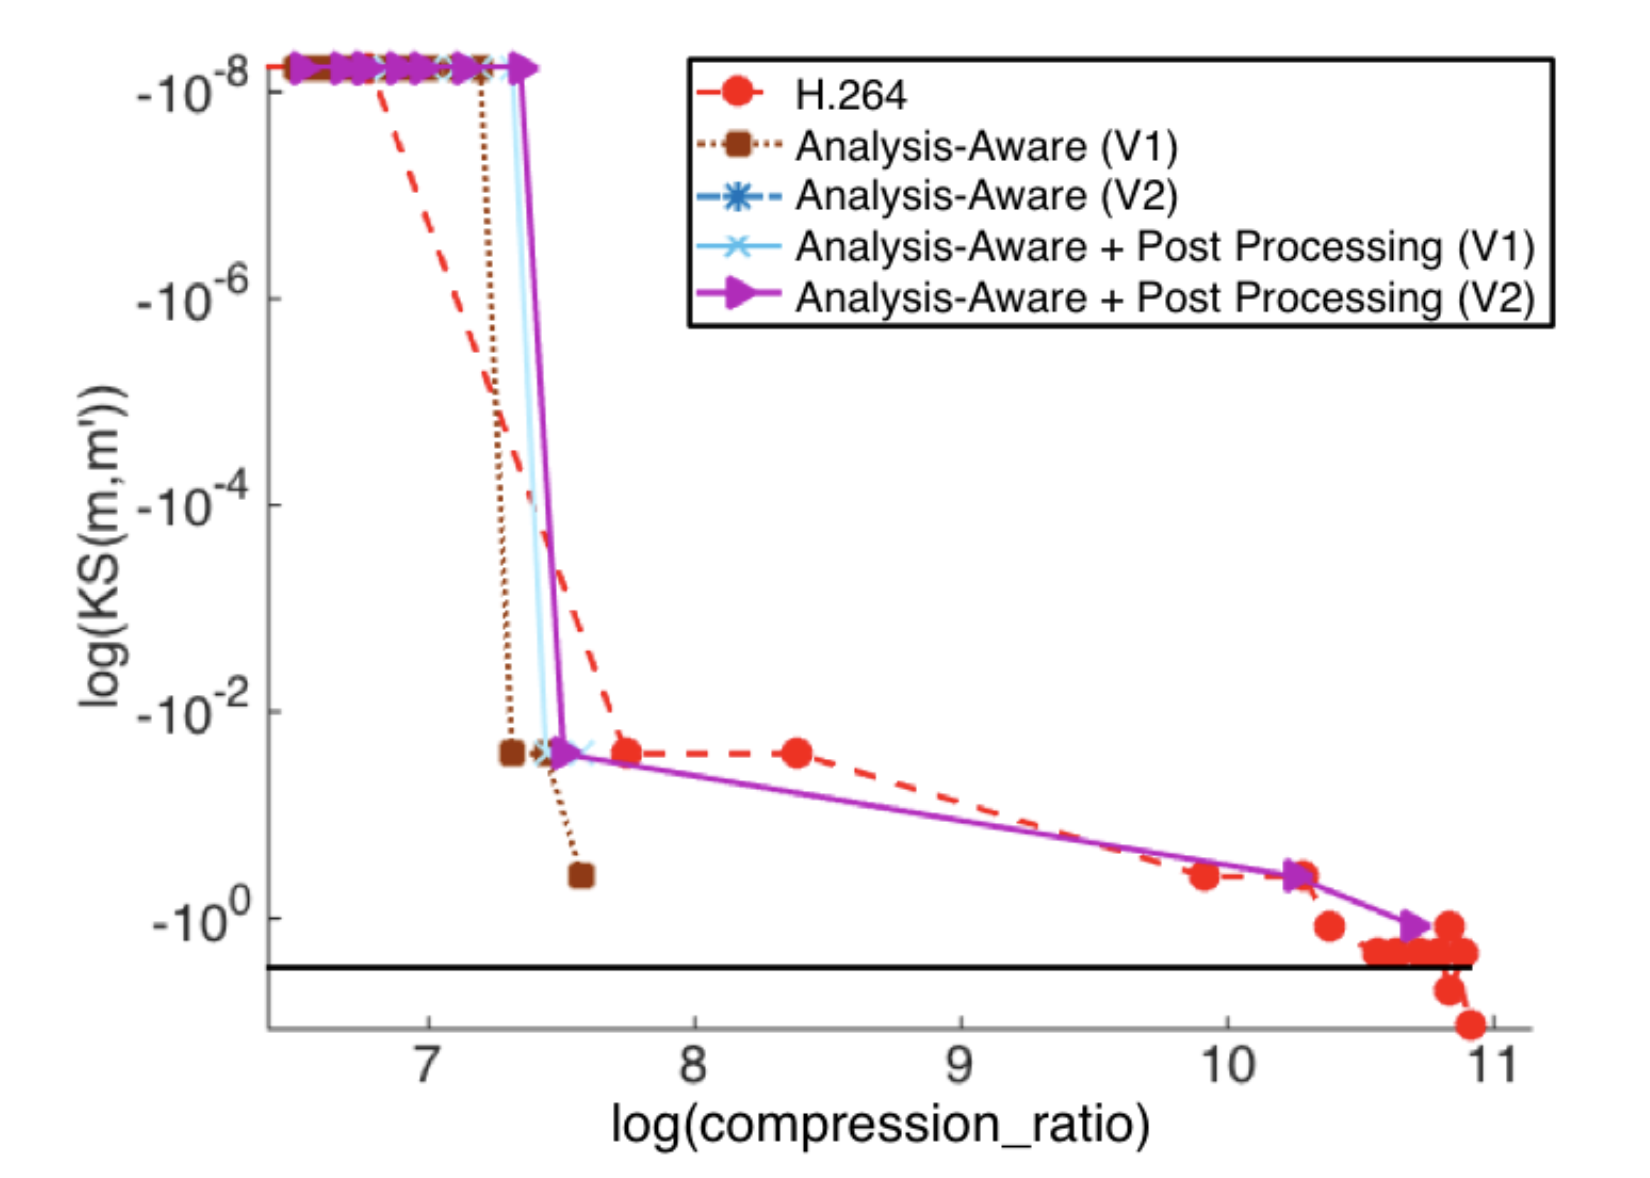 H.264
Analysis-Aware (V1)
Analysis-Aware (V2)
Analysis-Aware + Post Processing (V1)
Analysis-Aware + Post Processing (V2)
log(KS(m,m'))
-10^-8
-10^-6
-10^-4
-10^-2
-10^0
7 8 9 10 11
log(compression_ratio)